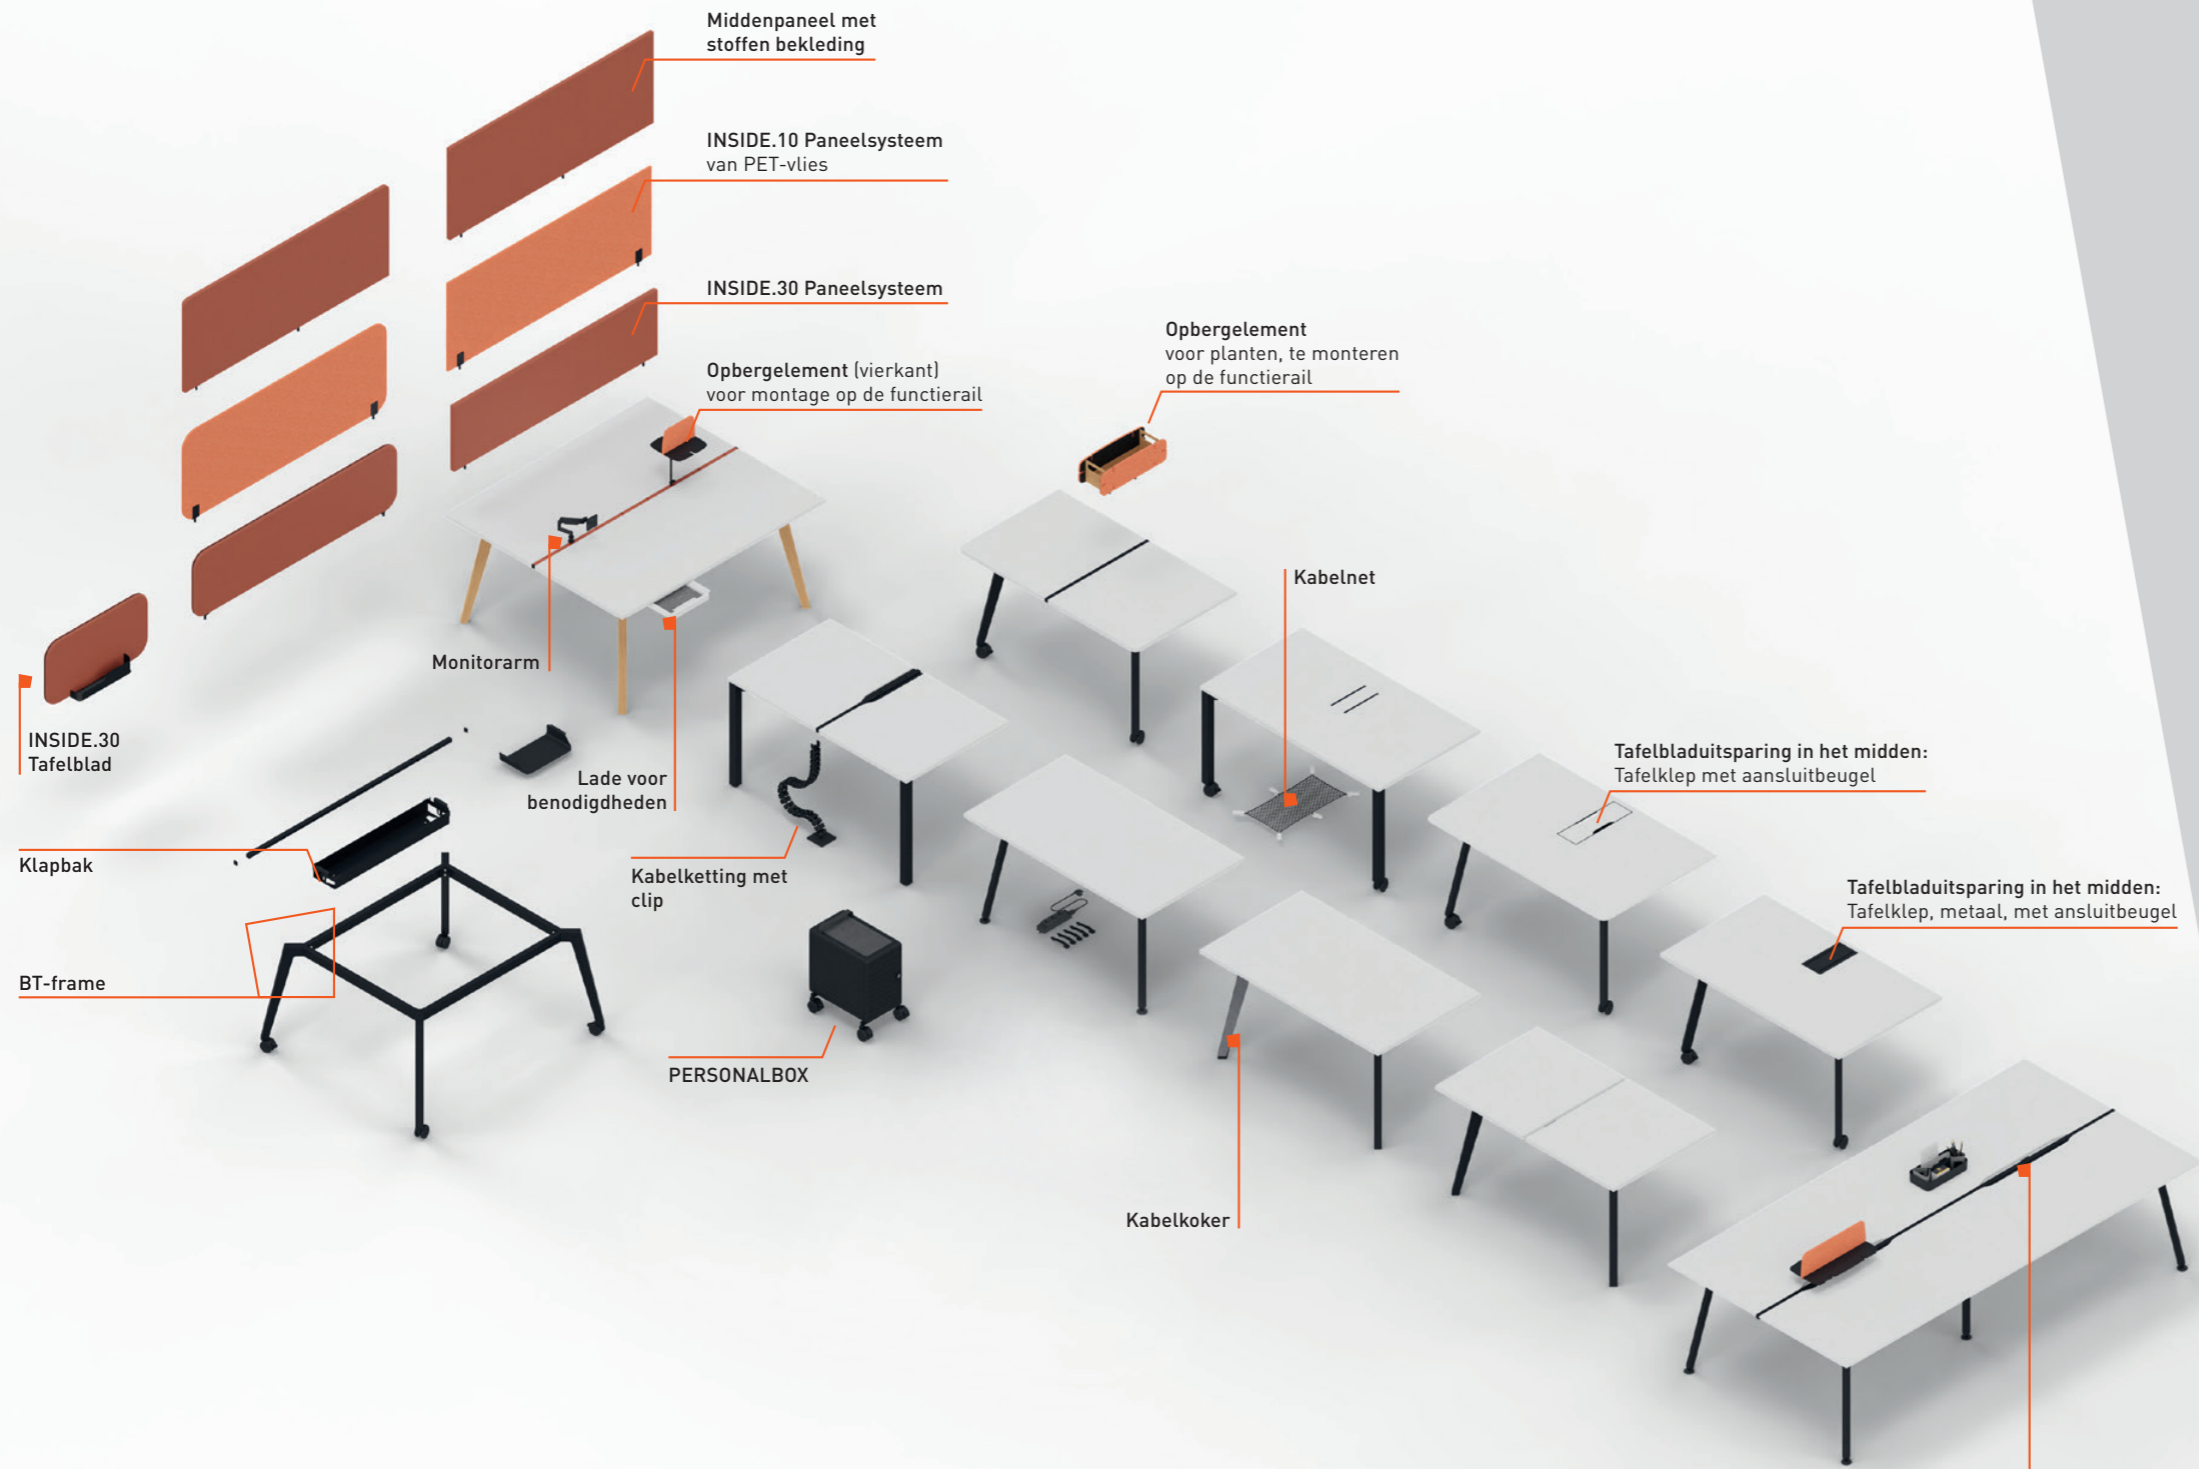 Middenpaneel met
stoffen bekleding
INSIDE.10 Paneelsysteem
van PET-vlies
INSIDE.30 Paneelsysteem
Opbergelement (vierkant)
voor montage op de functierail
Opbergelement
voor planten, te monteren
op de functierail
Kabelnet
Monitorarm
INSIDE.30
Tafelblad
Lade voor
benodigdheden
Tafelbladuitsparing in het midden:
Tafelklep met aansluitbeugel
Klapbak
Kabelketting met
clip
Tafelbladuitsparing in het midden:
Tafelklep, metaal, met ansluitbeugel
BT-frame
PERSONALBOX
Kabelkoker